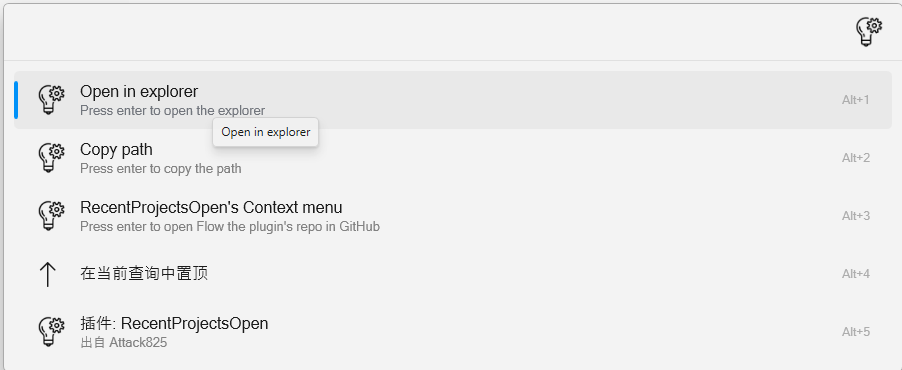 Open in explorer
Press enter to open the explorer
Alt+1
Open in explorer
Copy path
Press enter to copy the path
Alt+2
RecentProjectsOpen's Context menu
Press enter to open Flow the plugin's repo in GitHub
Alt+3
在当前查询中置顶
Alt+4
插件: RecentProjectsOpen
出自 Attack825
Alt+5